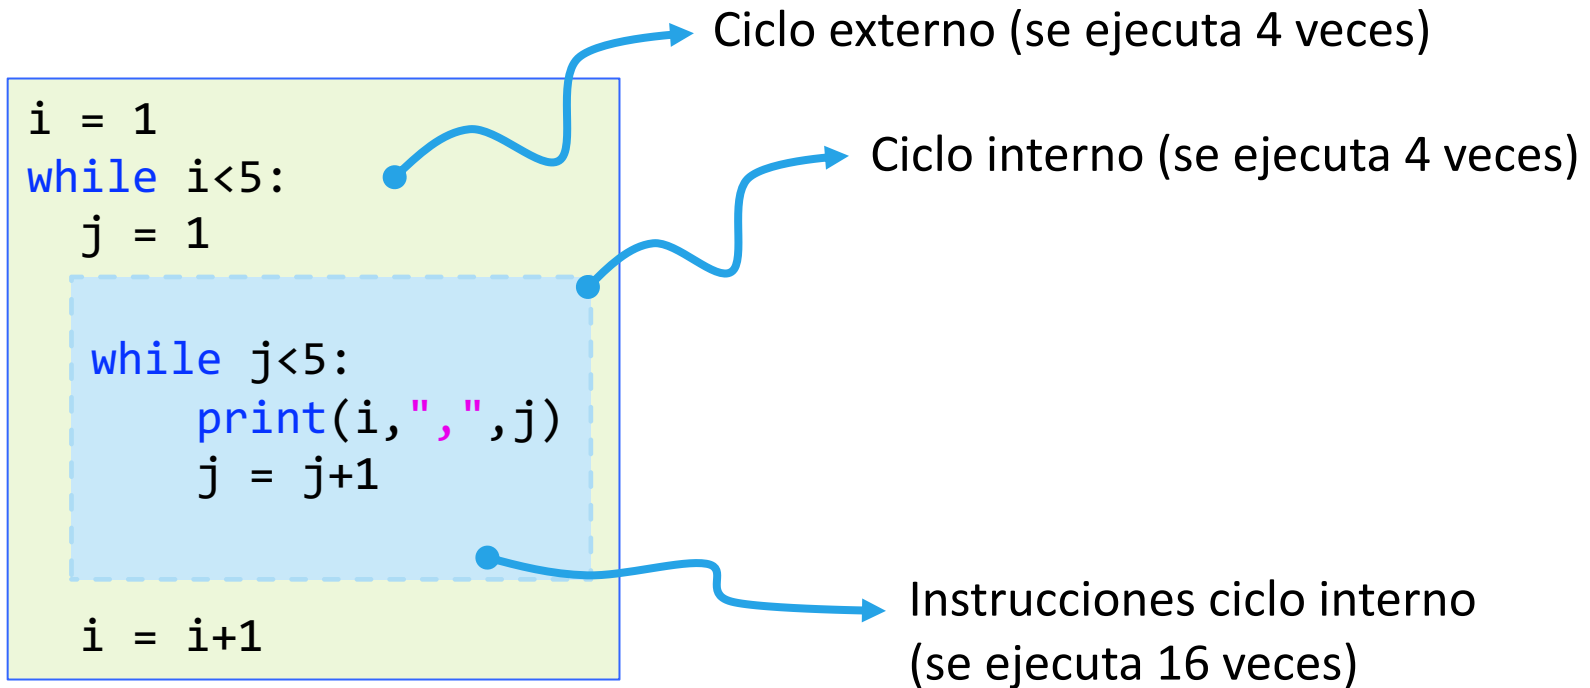 Ciclo externo (se ejecuta 4 veces)
i = 1
while i<5:
j = 1
Ciclo interno (se ejecuta 4 veces)
while j<5:
print(i,",",j)
j = j+1
i = i+1
Instrucciones ciclo interno
(se ejecuta 16 veces)